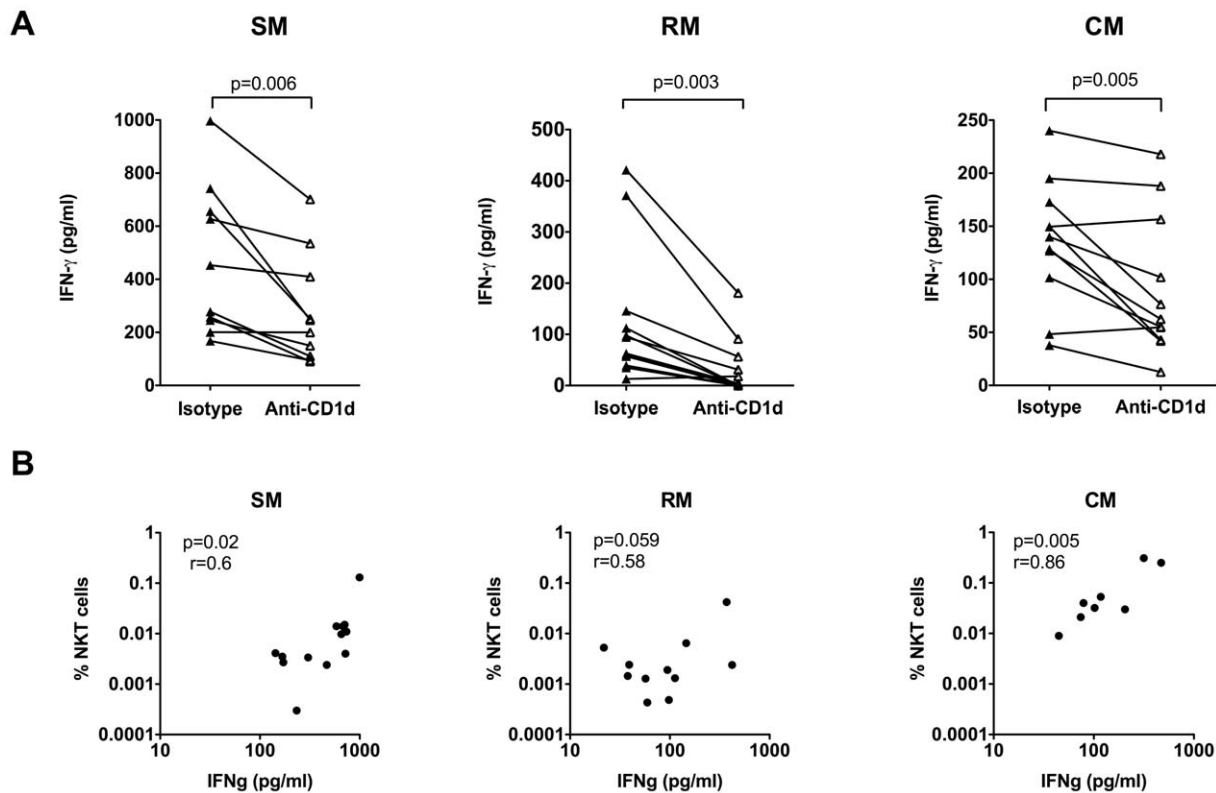 A
SM
RM
CM
p=0.006
p=0.003
p=0.005
IFN-γ (pg/ml)
1000
800
600
400
200
0
Isotype Anti-CD1d
IFN-γ (pg/ml)
500
400
300
200
100
0
Isotype Anti-CD1d
IFN-γ (pg/ml)
250
200
150
100
50
0
Isotype Anti-CD1d
B
SM
p=0.02
r=0.6
% NKT cells
1
0.1
0.01
0.001
0.0001
10 100 1000
IFNg (pg/ml)
RM
p=0.059
r=0.58
% NKT cells
1
0.1
0.01
0.001
0.0001
10 100 1000
IFNg (pg/ml)
CM
p=0.005
r=0.86
% NKT cells
1
0.1
0.01
0.001
0.0001
10 100 1000
IFNg (pg/ml)